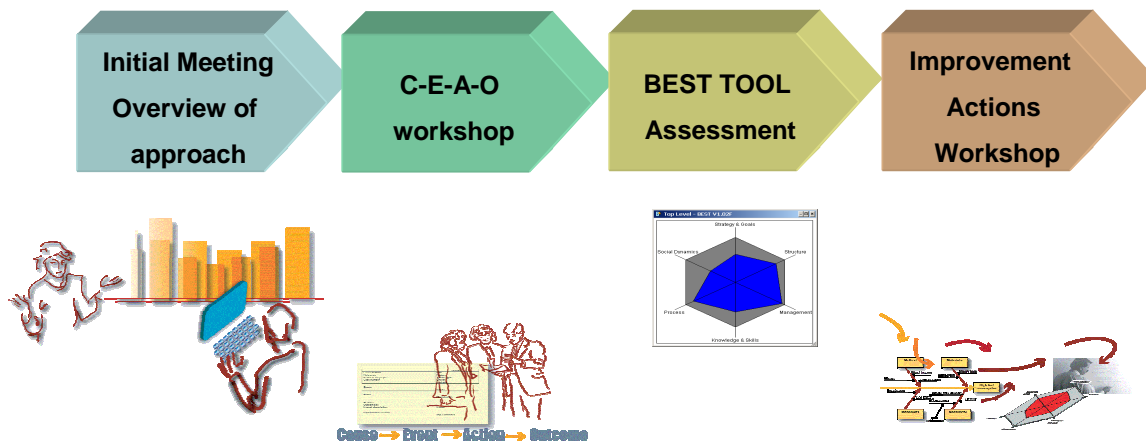 Initial Meeting
Overview of
approach
C-E-A-O
workshop
BEST TOOL
Assessment
Improvement
Actions
Workshop
Top Level - BEST V1.02F
Strategy & Goals
Social Dynamics
Structure
Process
Management
Knowledge & Skills
Cause → Event → Action → Outcome